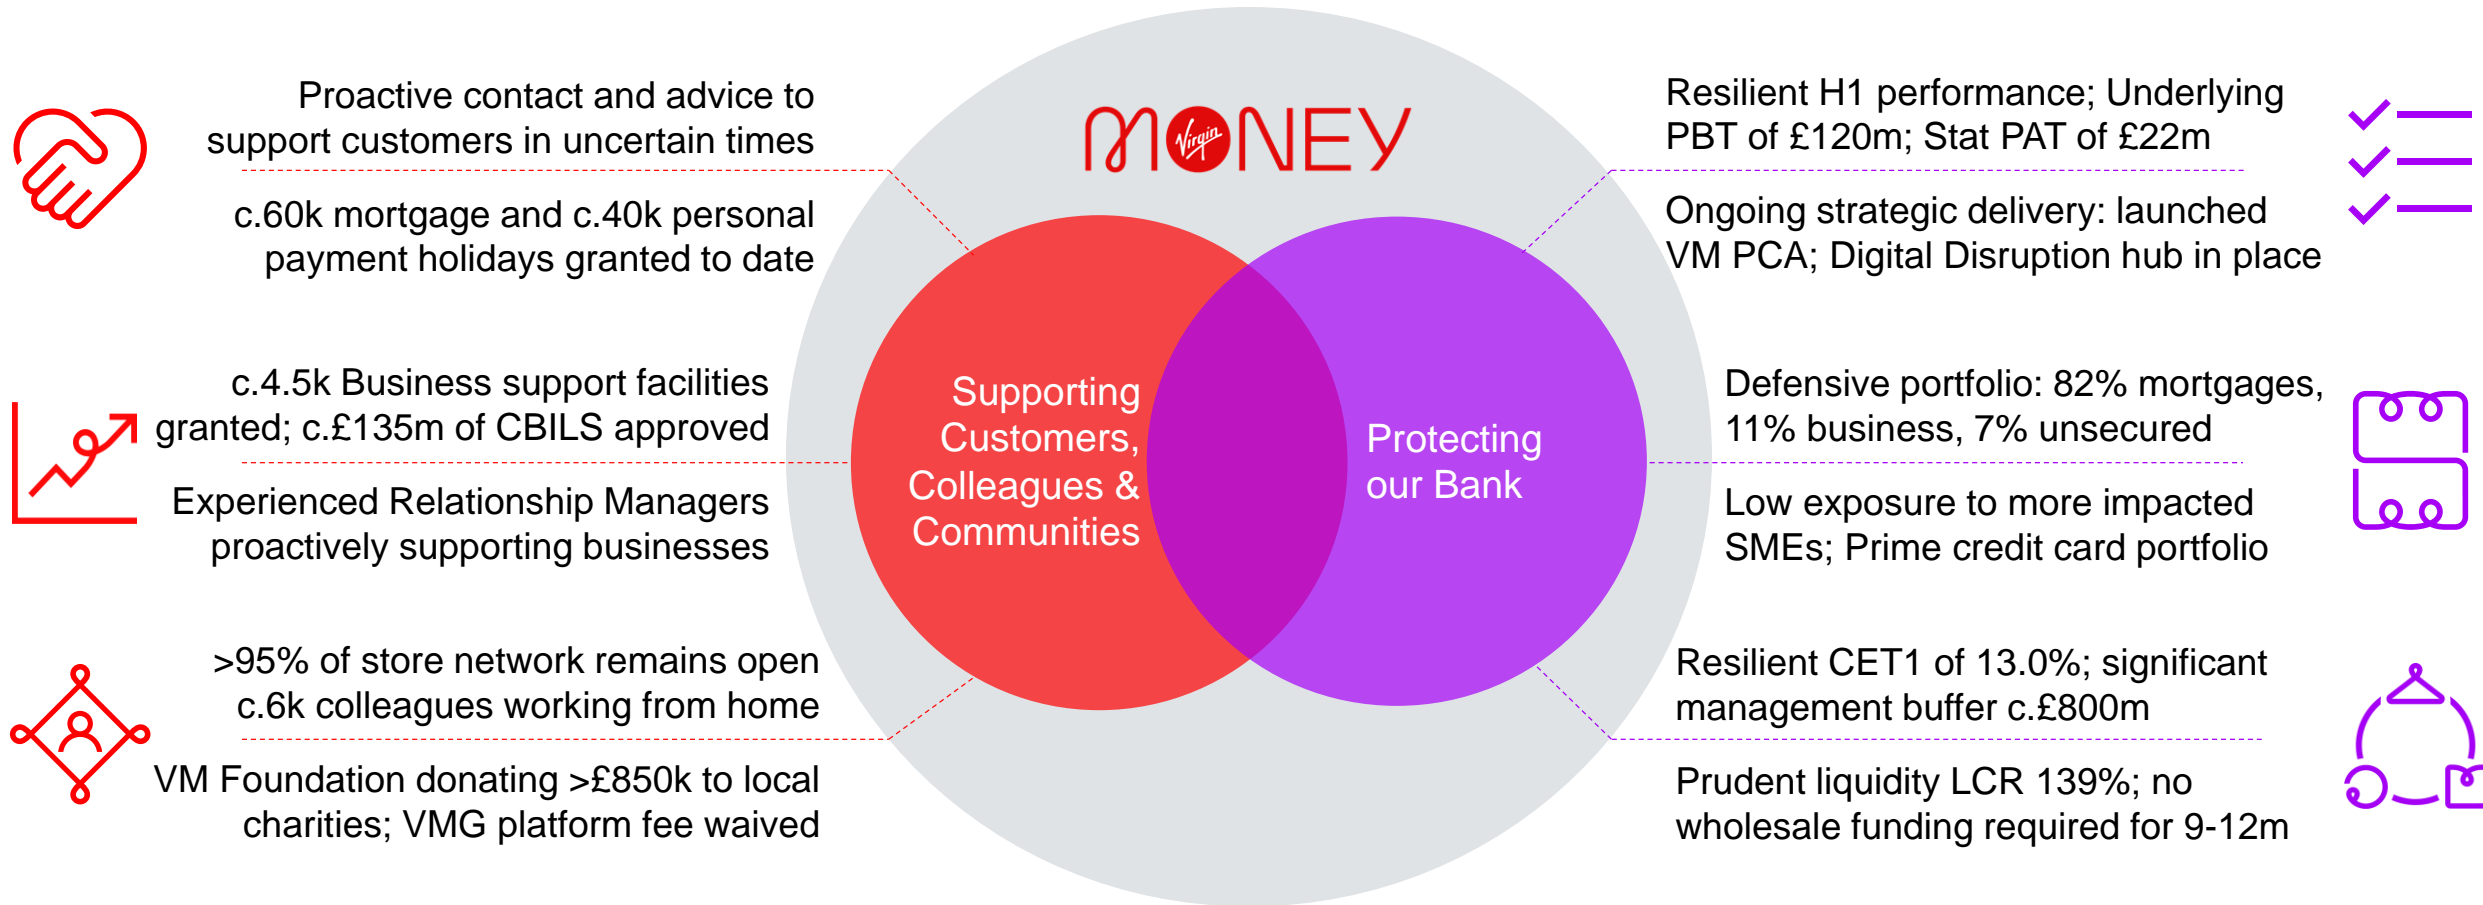 Virgin
MONEY
Proactive contact and advice to
support customers in uncertain times
c.60k mortgage and c.40k personal
payment holidays granted to date
c.4.5k Business support facilities
granted; c.£135m of CBILS approved
Experienced Relationship Managers
proactively supporting businesses
>95% of store network remains open
c.6k colleagues working from home
VM Foundation donating >£850k to local
charities; VMG platform fee waived
Supporting
Customers,
Colleagues &
Communities
Protecting
our Bank
Resilient H1 performance; Underlying
PBT of £120m; Stat PAT of £22m
Ongoing strategic delivery: launched
VM PCA; Digital Disruption hub in place
Defensive portfolio: 82% mortgages,
11% business, 7% unsecured
Low exposure to more impacted
SMEs; Prime credit card portfolio
Resilient CET1 of 13.0%; significant
management buffer c.£800m
Prudent liquidity LCR 139%; no
wholesale funding required for 9-12m